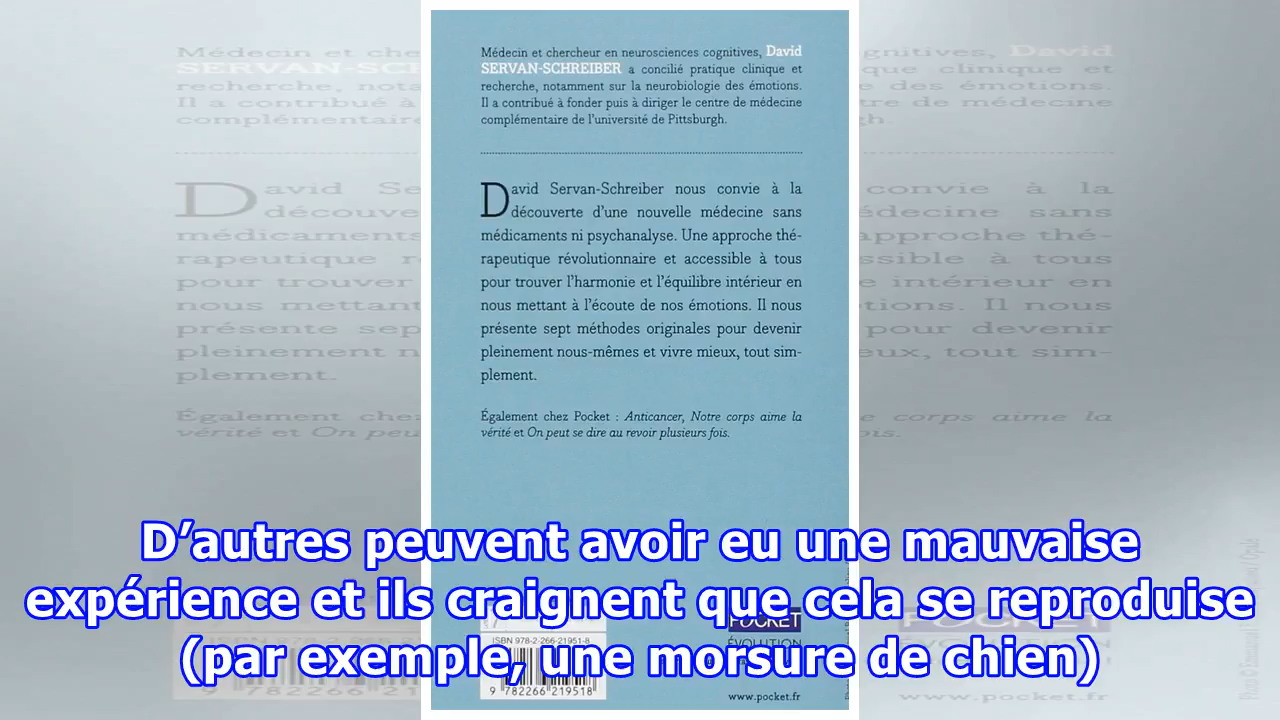 Médecin et chercheur en neurosciences cognitives, David
SERVAN-SCHREIBER a concilié pratique clinique et
recherche, notamment sur la neurobiologie des émotions.
Il a contribué à fonder puis à diriger le centre de médecine
complémentaire de l'université de Pittsburgh.
David Servan-Schreiber nous convie à la
découverte d'une nouvelle médecine sans
médicaments ni psychanalyse. Une approche thé-
rapeutique révolutionnaire et accessible à tous
pour trouver l'harmonie et l'équilibre intérieur en
nous mettant à l'écoute de nos émotions. Il nous
présente sept méthodes originales pour devenir
pleinement nous-mêmes et vivre mieux, tout sim-
plement.
Également chez Pocket : Anticancer, Notre corps aime la
vérité et On peut se dire au revoir plusieurs fois.
D’autres peuvent avoir eu une mauvaise
expérience et ils craignent que cela se reproduise
(par exemple, une morsure de chien)
POCKET
ÉVOLUTION
ISBN 978-2-266-21951-8
9 782266 219518
www.pocket.fr